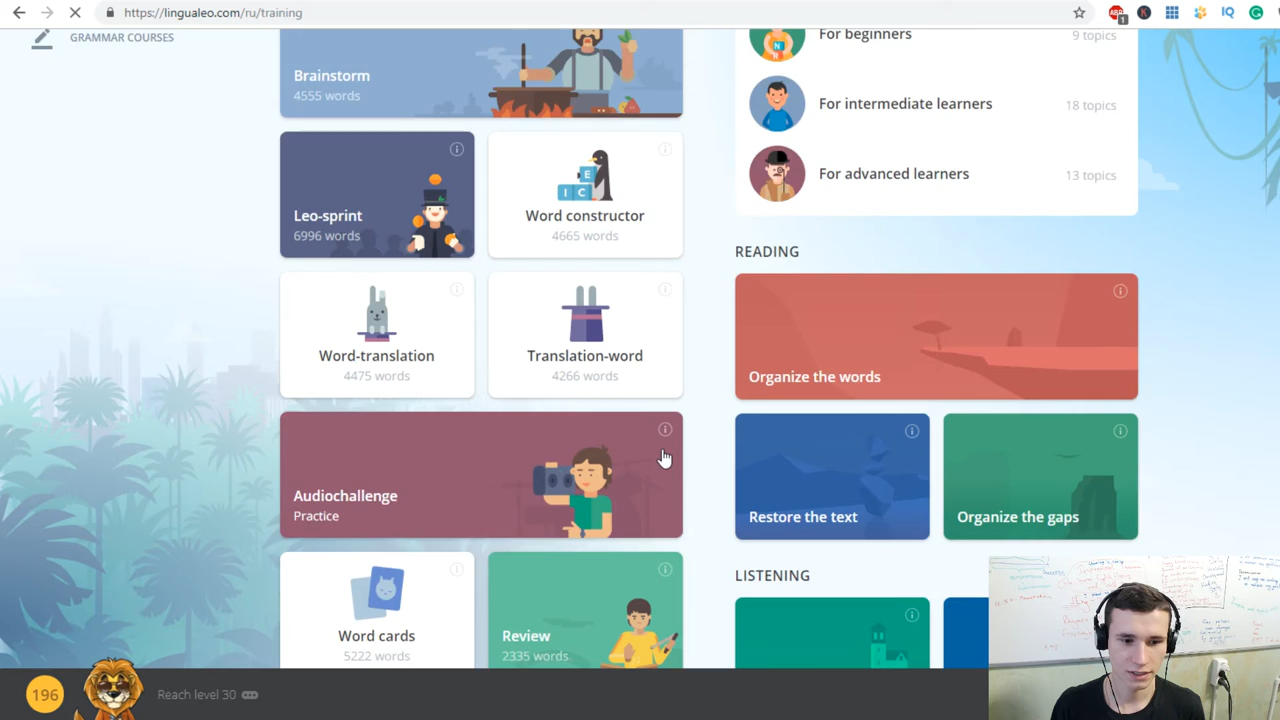 https://lingualeo.com/ru/training
GRAMMAR COURSES
Brainstorm
4555 words
Leo-sprint
6996 words
E
I C
Word constructor
4665 words
Word-translation
4475 words
Translation-word
4266 words
Audiochallenge
Practice
Word cards
5222 words
Review
2335 words
For beginners
9 topics
For intermediate learners
18 topics
For advanced learners
13 topics
READING
Organize the words
Restore the text
Organize the gaps
LISTENING
196
Reach level 30
ABP
1
K
IQ
G